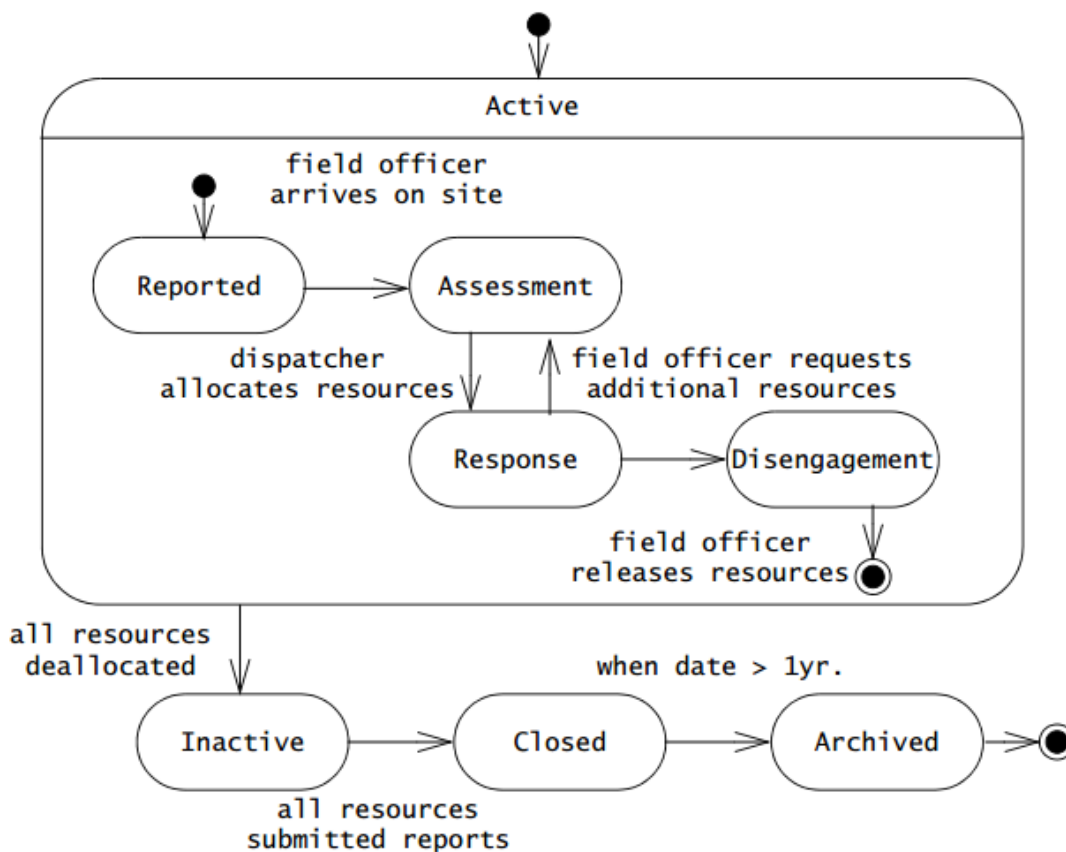 Active
field officer
arrives on site
Reported
Assessment
dispatcher
allocates resources
field officer requests
additional resources
Response
Disengagement
field officer
releases resources
all resources
deallocated
when date > 1yr.
Inactive
Closed
Archived
all resources
submitted reports